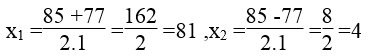 x₁ = (85 +77)/2.1 = 162/2 = 81 ,x₂ = (85 -77)/2.1 = 8/2 = 4